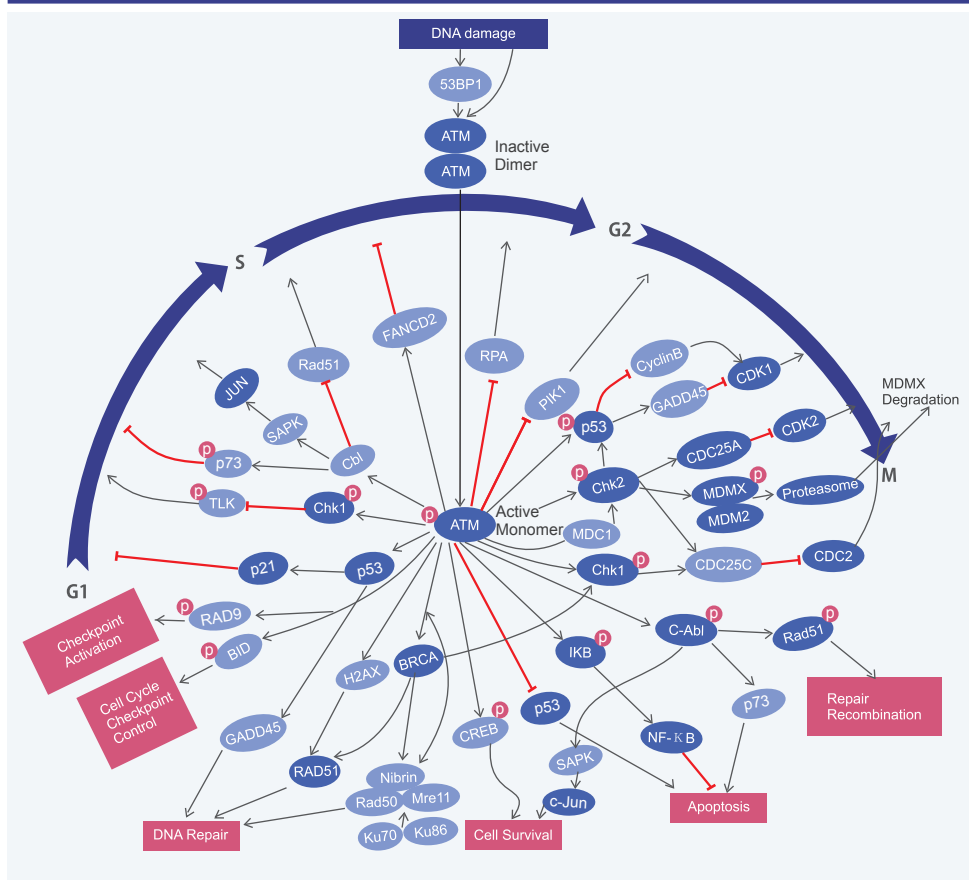 DNA damage
53BP1
ATM
ATM
Inactive
Dimer
G2
S
FANCD2
RPA
Rad51
CyclinB
CDK1
PIK1
GADD45
MDMX
Degradation
JUN
SAPK
p
p53
CDK2
p
p73
Cbl
CDC25A
p
Chk2
M
p
TLK
Chk1
p
MDMX
p
Proteasome
MDM2
p
ATM
Active
Monomer
MDC1
CDC2
G1
p21
p53
Chk1
p
CDC25C
Checkpoint
Activation
p
RAD9
p
BID
IKB
p
C-Abl
p
Rad51
p
Cell Cycle
Checkpoint
Control
H2AX
BRCA
p53
p73
Repair
Recombination
GADD45
CREB
p
NF-κB
RAD51
Nibrin
SAPK
Rad50
Mre11
c-Jun
Apoptosis
DNA Repair
Ku70
Ku86
Cell Survival